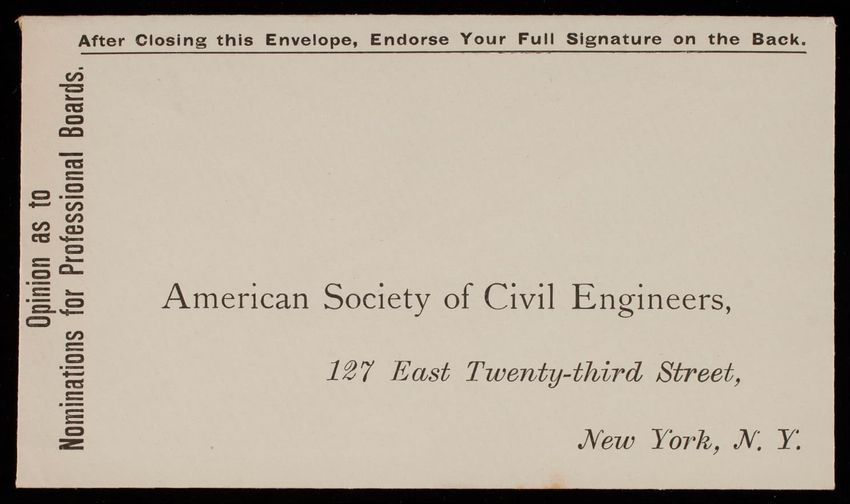 After Closing this Envelope, Endorse Your Full Signature on the Back.
Opinion as to
Nominations for Professional Boards.
American Society of Civil Engineers,
127 East Twenty-third Street,
New York, N. Y.